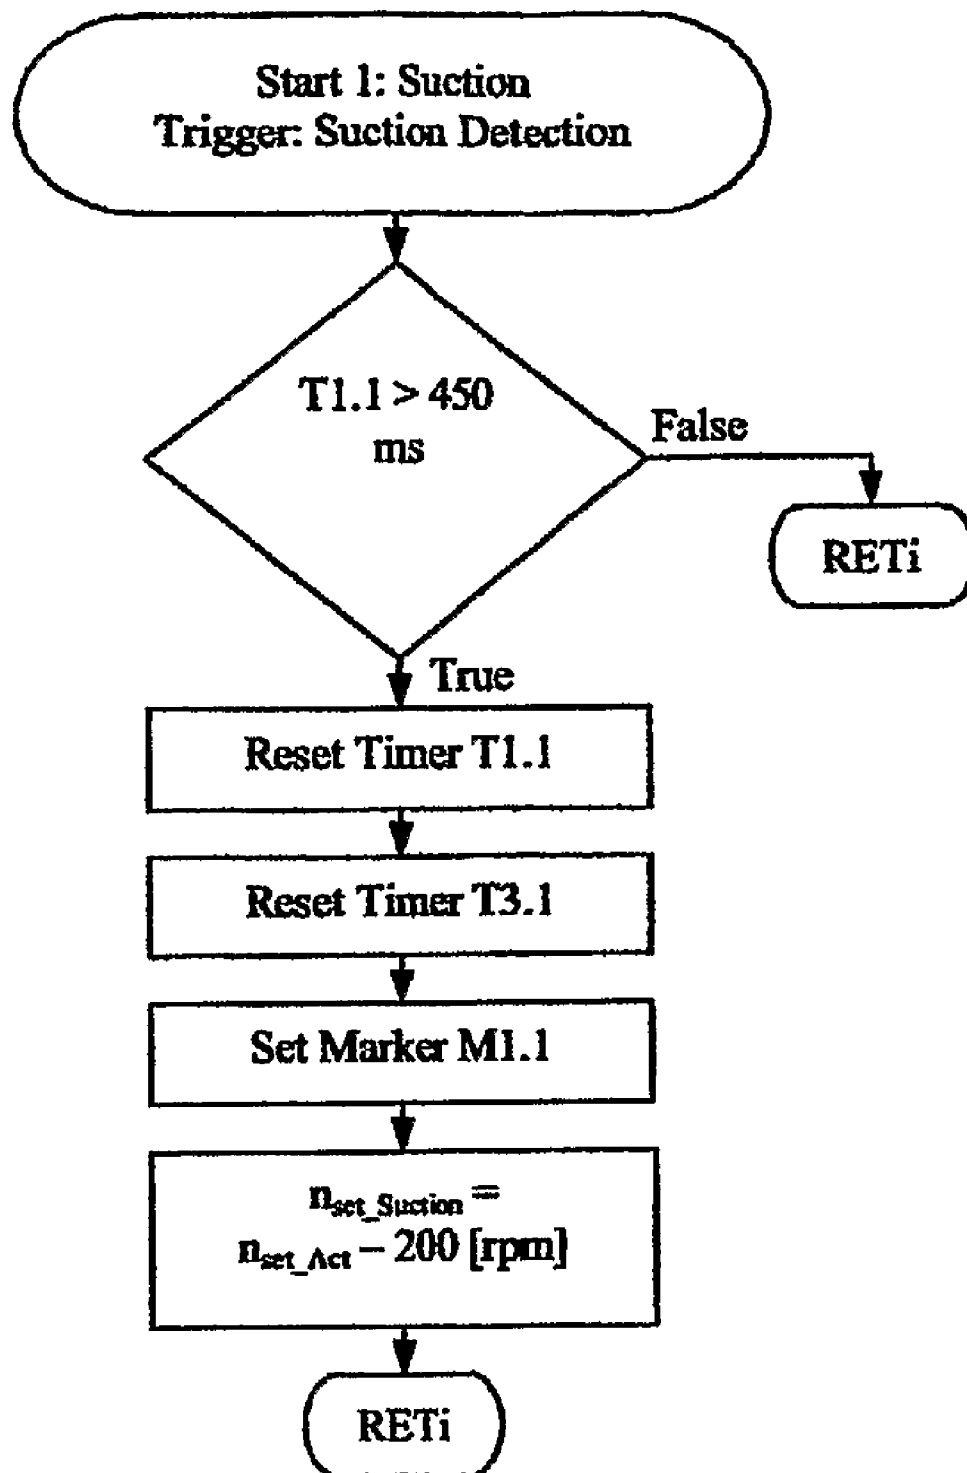 Start 1: Suction
Trigger: Suction Detection
T1.1 > 450
ms
False
RETi
True
Reset Timer T1.1
Reset Timer T3.1
Set Marker M1.1
nset_Suction =
nset_Act – 200 [rpm]
RETi